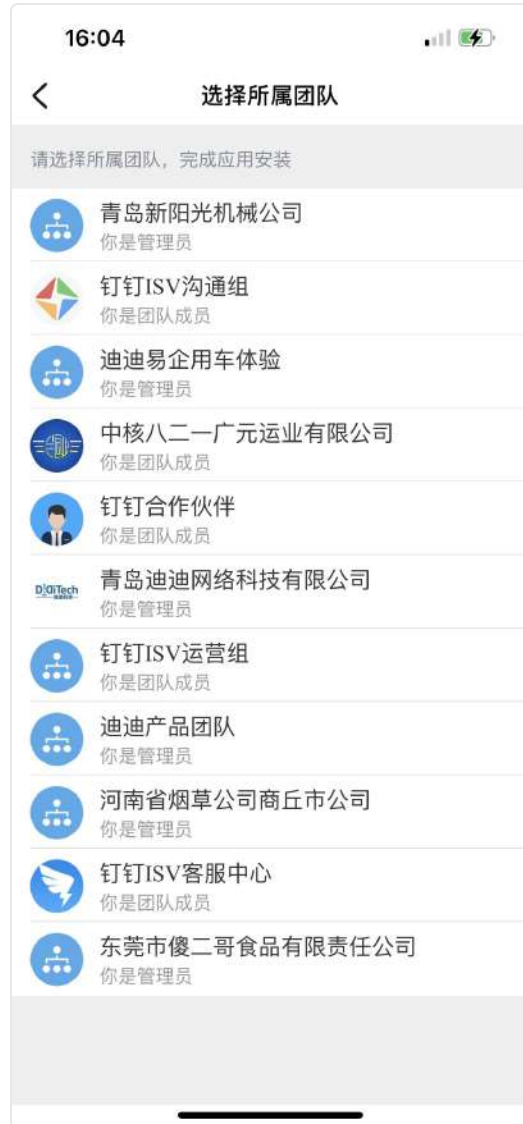 16:04
选择所属团队
请选择所属团队，完成应用安装
青岛新阳光机械公司
你是管理员
钉钉ISV沟通组
你是团队成员
迪迪易企用车体验
你是管理员
中核八二一广元运业有限公司
你是团队成员
钉钉合作伙伴
你是团队成员
青岛迪迪网络科技有限公司
你是管理员
钉钉ISV运营组
你是团队成员
迪迪产品团队
你是管理员
河南省烟草公司商丘市公司
你是管理员
钉钉ISV客服中心
你是团队成员
东莞市傻二哥食品有限责任公司
你是管理员